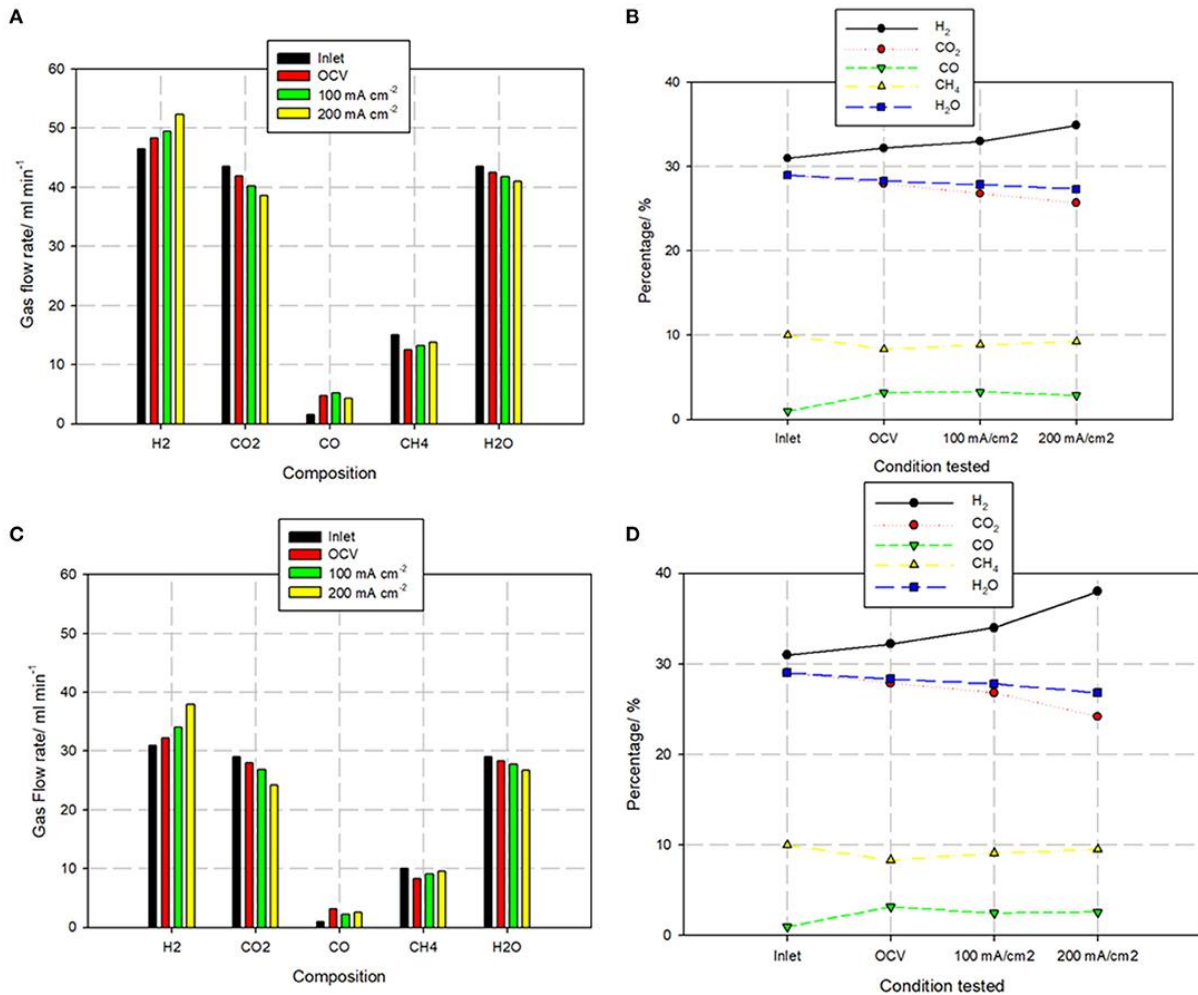 A
Inlet
OCV
100 mA cm⁻²
200 mA cm⁻²
60
50
40
30
20
10
0
Gas flow rate/ ml min⁻¹
H2 CO2 CO CH4 H2O
Composition
B
H₂
CO₂
CO
CH₄
H₂O
40
30
20
10
0
Percentage/ %
Inlet OCV 100 mA/cm2 200 mA/cm2
Condition tested
C
Inlet
OCV
100 mA cm⁻²
200 mA cm⁻²
60
50
40
30
20
10
0
Gas Flow rate/ ml min⁻¹
H2 CO2 CO CH4 H2O
Composition
D
H₂
CO₂
CO
CH₄
H₂O
40
30
20
10
0
Percentage/ %
Inlet OCV 100 mA/cm2 200 mA/cm2
Condition tested